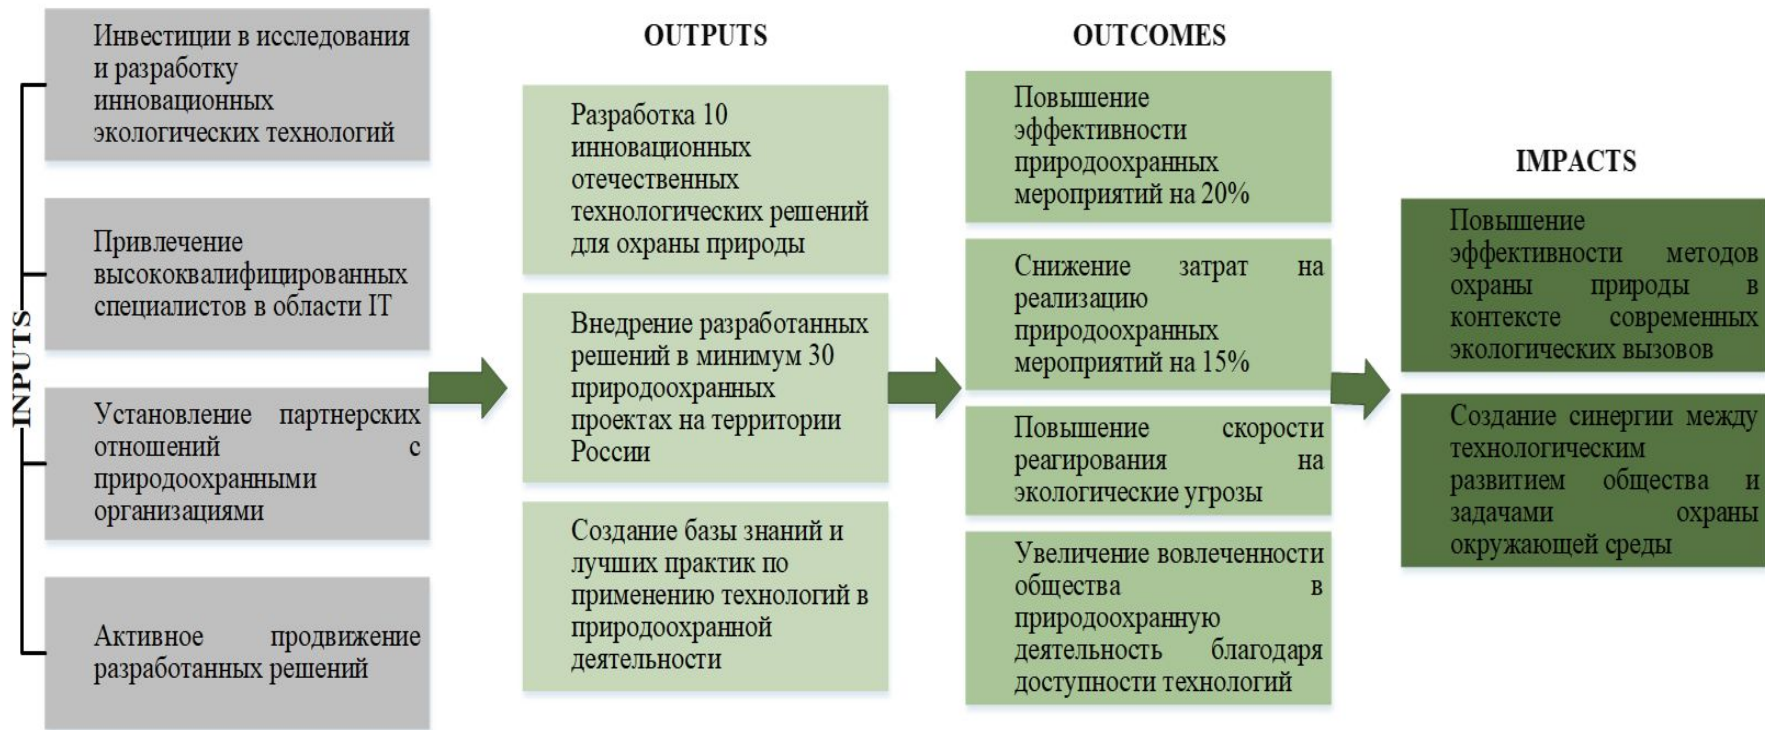 INPUTS
Инвестиции в исследования
и разработку
инновационных
экологических технологий
Привлечение
высококвалифицированных
специалистов в области IT
Установление партнерских
отношений с
природоохранными
организациями
Активное продвижение
разработанных решений
OUTPUTS
Разработка 10
инновационных
отечественных
технологических решений
для охраны природы
Внедрение разработанных
решений в минимум 30
природоохранных
проектах на территории
России
Создание базы знаний и
лучших практик по
применению технологий в
природоохранной
деятельности
OUTCOMES
Повышение
эффективности
природоохранных
мероприятий на 20%
Снижение затрат на
реализацию
природоохранных
мероприятий на 15%
Повышение скорости
реагирования на
экологические угрозы
Увеличение вовлеченности
общества в
природоохранную
деятельность благодаря
доступности технологий
IMPACTS
Повышение
эффективности методов
охраны природы в
контексте современных
экологических вызовов
Создание синергии между
технологическим
развитием общества и
задачами охраны
окружающей среды